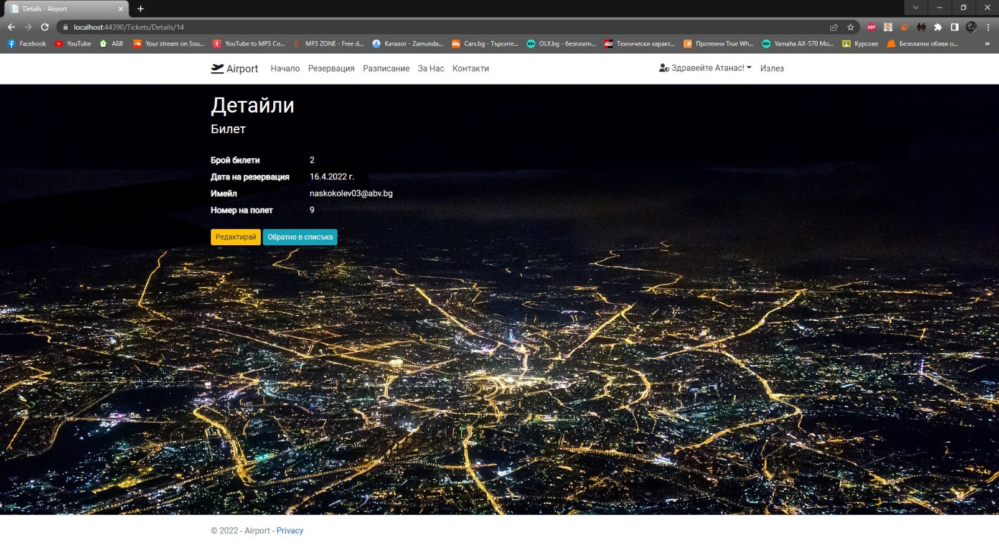 Details - Airport
localhost:44390/Tickets/Details/14
ABP
Facebook YouTube АБВ Your stream on Sou... YouTube to MP3 Co... MP3 ZONE - Free d... Каталог - Zamunda... Cars.bg - Търсите... OLX.bg - безплатн... Технически характ... Протеини True Wh... Yamaha AX-570 Mo... Курсове Безплатни обяви о... »
Airport Начало Резервация Разписание За Нас Контакти Здравейте Атанас! Излез
Детайли
Билет
Брой билети 2
Дата на резервация 16.4.2022 г.
Имейл naskokolev03@abv.bg
Номер на полет 9
Редактирай Обратно в списъка
© 2022 - Airport - Privacy